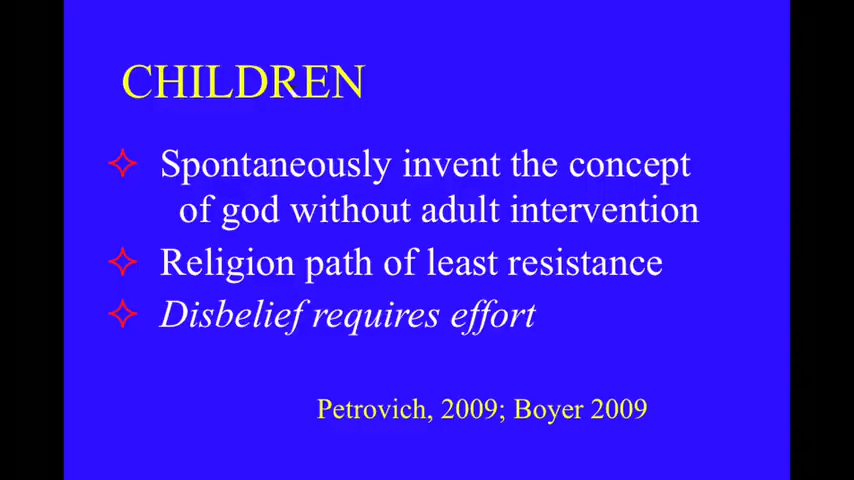 CHILDREN
Spontaneously invent the concept
of god without adult intervention
Religion path of least resistance
Disbelief requires effort
Petrovich, 2009; Boyer 2009